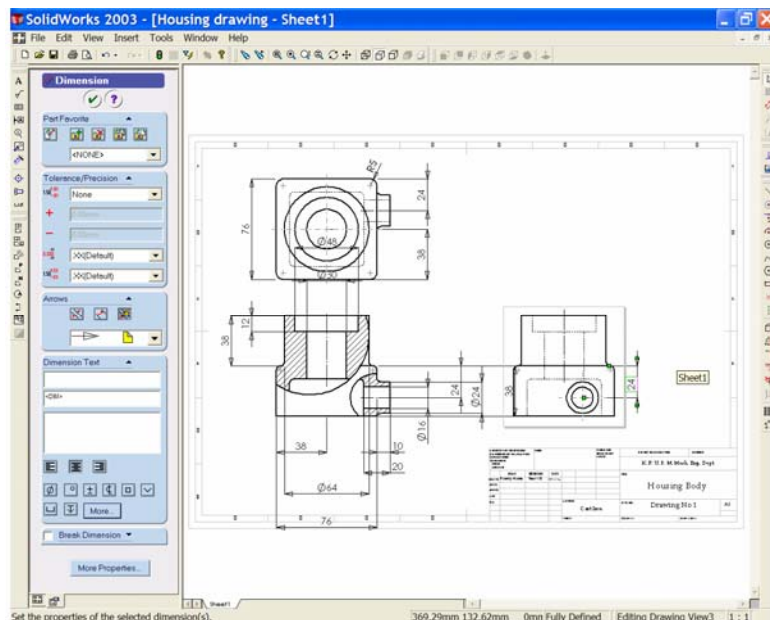 SolidWorks 2003 - [Housing drawing - Sheet1]
File Edit View Insert Tools Window Help
Dimension
Part Favorite
<NONE>
Tolerance/Precision
None
.XX(Default)
.XX(Default)
Arrows
Dimension Text
<DIM>
More...
Break Dimension
More Properties...
R5
24
76
38
Ø48
Ø30
12
38
24
Ø24
Ø16
38
10
20
Ø64
76
38
24
Sheet1
K. F. U. P. M. Mech. Eng. Dept
Housing Body
Drawing No 1
Sheet1
Set the properties of the selected dimension(s).
369.29mm 132.62mm 0mm Fully Defined Editing Drawing View3 1 : 1